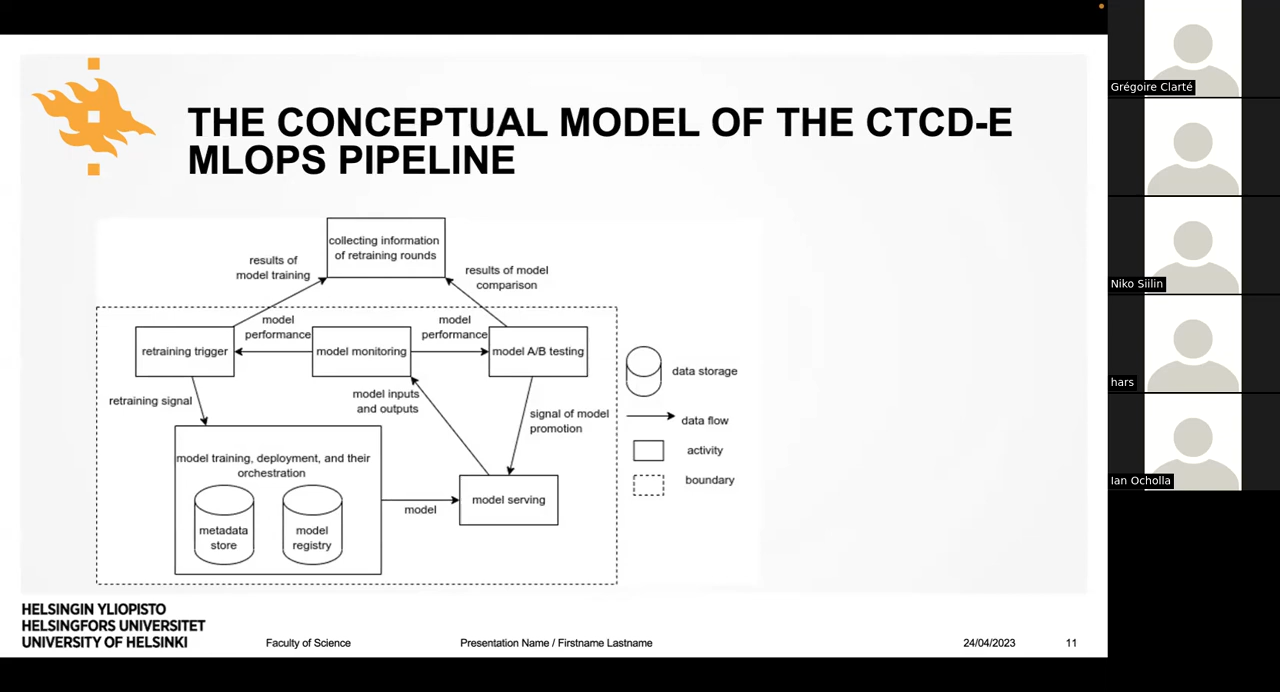 THE CONCEPTUAL MODEL OF THE CTCD-E
MLOPS PIPELINE
collecting information
of retraining rounds
results of
model training
results of model
comparison
model
performance
model
performance
retraining trigger
model monitoring
model A/B testing
retraining signal
model inputs
and outputs
signal of model
promotion
model training, deployment, and their
orchestration
metadata
store
model
registry
model
model serving
data storage
data flow
activity
boundary
HELSINGIN YLIOPISTO
HELSINGFORS UNIVERSITET
UNIVERSITY OF HELSINKI
Faculty of Science
Presentation Name / Firstname Lastname
24/04/2023
11
Grégoire Clarté
Niko Siilin
hars
Ian Ocholla